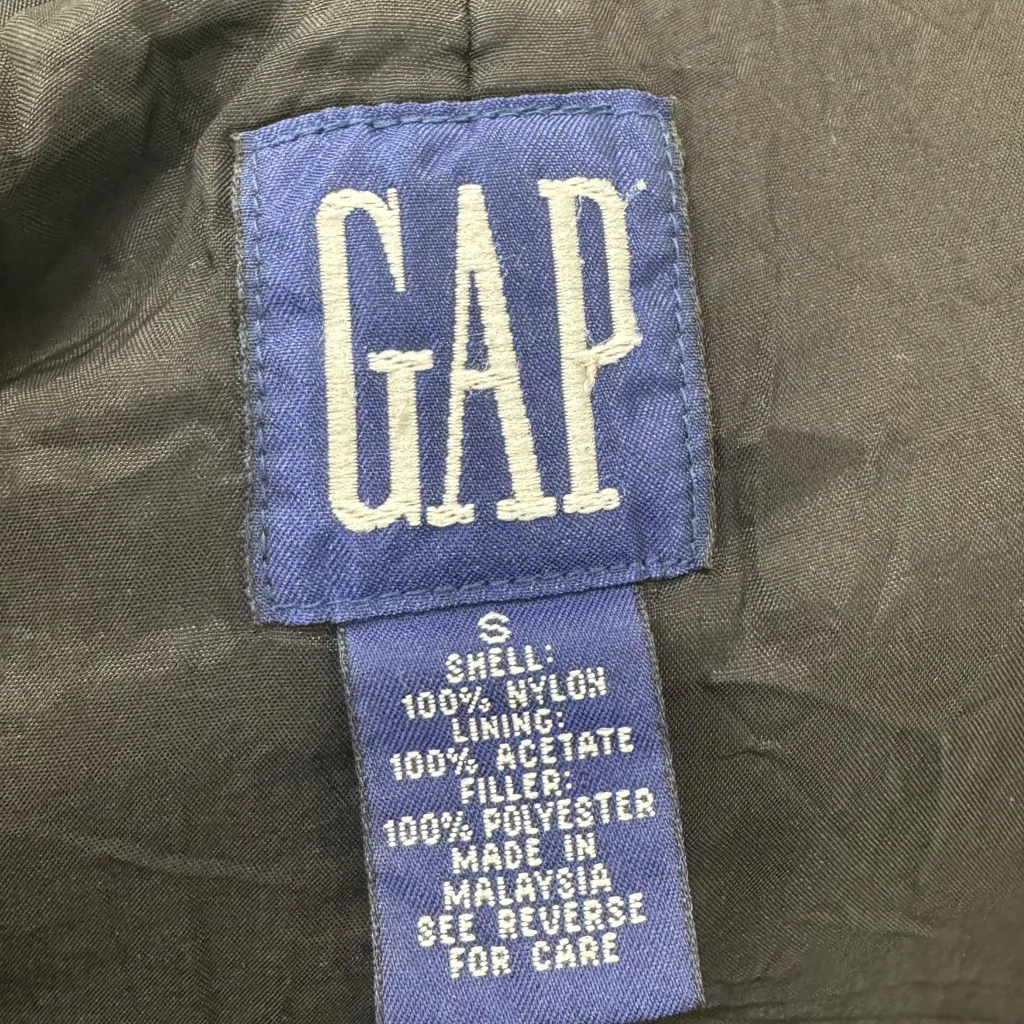 GAP
S
SHELL:
100% NYLON
LINING:
100% ACETATE
FILLER:
100% POLYESTER
MADE IN
MALAYSIA
SEE REVERSE
FOR CARE